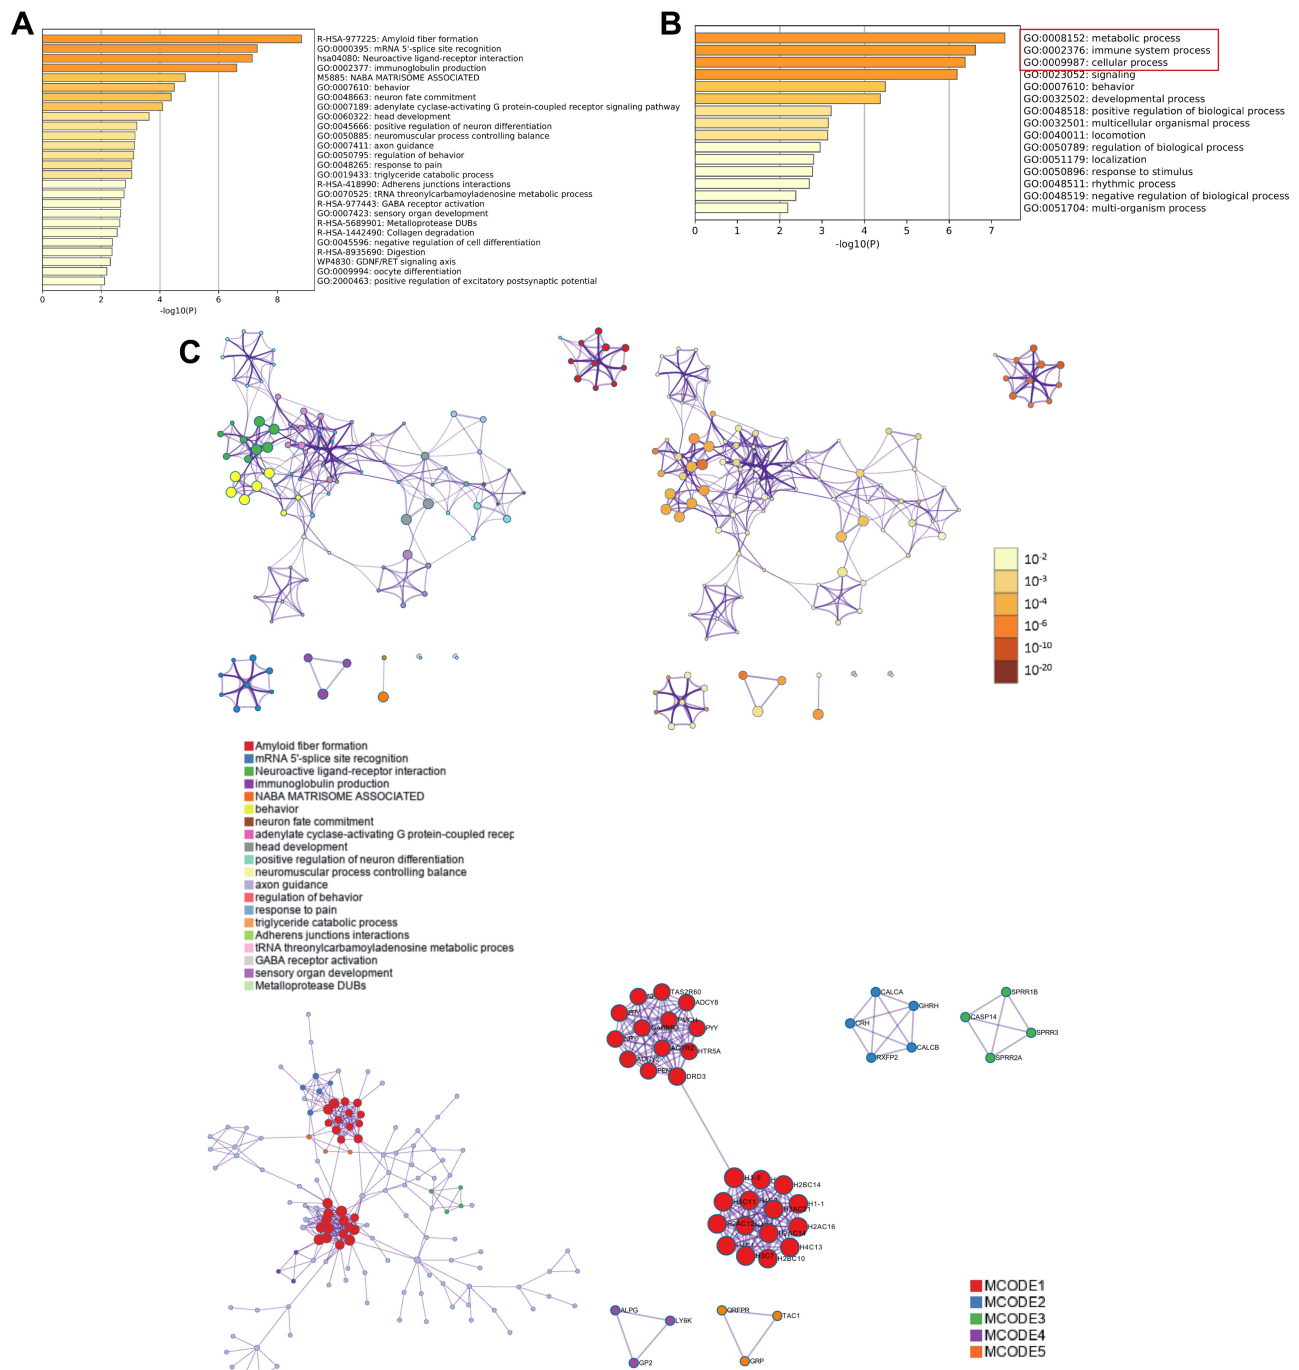 A
R-HSA-977225: Amyloid fiber formation
GO:0000395: mRNA 5'-splice site recognition
hsa04080: Neuroactive ligand-receptor interaction
GO:0002377: immunoglobulin production
M5885: NABA MATRISOME ASSOCIATED
GO:0007610: behavior
GO:0048663: neuron fate commitment
GO:0007189: adenylate cyclase-activating G protein-coupled receptor signaling pathway
GO:0060322: head development
GO:0045666: positive regulation of neuron differentiation
GO:0050885: neuromuscular process controlling balance
GO:0007411: axon guidance
GO:0050795: regulation of behavior
GO:0048265: response to pain
GO:0019433: triglyceride catabolic process
R-HSA-418990: Adherens junctions interactions
GO:0070525: tRNA threonylcarbamoyladenosine metabolic process
R-HSA-977443: GABA receptor activation
GO:0007423: sensory organ development
R-HSA-5689901: Metalloprotease DUBs
R-HSA-1442490: Collagen degradation
GO:0045596: negative regulation of cell differentiation
R-HSA-8935690: Digestion
WP4830: GDNF/RET signaling axis
GO:0009994: oocyte differentiation
GO:2000463: positive regulation of excitatory postsynaptic potential
0 2 4 6 8
-log10(P)
B
GO:0008152: metabolic process
GO:0002376: immune system process
GO:0009987: cellular process
GO:0023052: signaling
GO:0007610: behavior
GO:0032502: developmental process
GO:0048518: positive regulation of biological process
GO:0032501: multicellular organismal process
GO:0040011: locomotion
GO:0050789: regulation of biological process
GO:0051179: localization
GO:0050896: response to stimulus
GO:0048511: rhythmic process
GO:0048519: negative regulation of biological process
GO:0051704: multi-organism process
0 1 2 3 4 5 6 7
-log10(P)
C
10-2
10-3
10-4
10-6
10-10
10-20
Amyloid fiber formation
mRNA 5'-splice site recognition
Neuroactive ligand-receptor interaction
immunoglobulin production
NABA MATRISOME ASSOCIATED
behavior
neuron fate commitment
adenylate cyclase-activating G protein-coupled recep
head development
positive regulation of neuron differentiation
neuromuscular process controlling balance
axon guidance
regulation of behavior
response to pain
triglyceride catabolic process
Adherens junctions interactions
tRNA threonylcarbamoyladenosine metabolic proces
GABA receptor activation
sensory organ development
Metalloprotease DUBs
TAS2R60
ADCY8
PMCH
PYY
HTR5A
DRD3
CALCA
GHRH
CRH
CALCB
RXFP2
SPRR1B
CASP14
SPRR3
SPRR2A
H1-6
H2BC14
H1-1
H2AC16
H4C13
H2BC10
ALPG
LY6K
GP2
QRFPR
TAC1
GRP
MCODE1
MCODE2
MCODE3
MCODE4
MCODE5